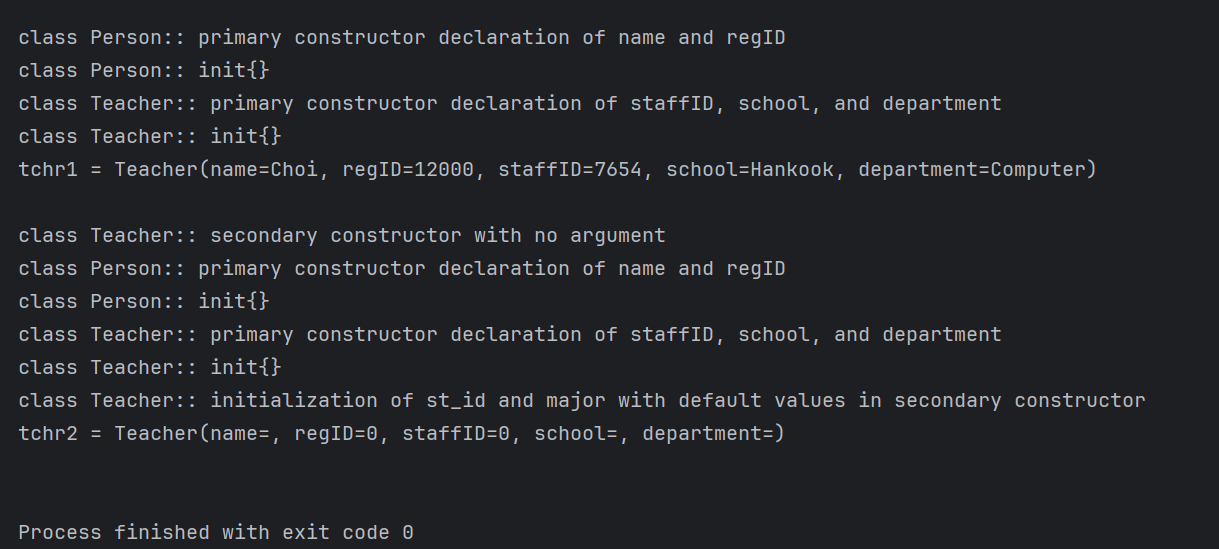 class Person:: primary constructor declaration of name and regID
class Person:: init{}
class Teacher:: primary constructor declaration of staffID, school, and department
class Teacher:: init{}
tchr1 = Teacher(name=Choi, regID=12000, staffID=7654, school=Hankook, department=Computer)
class Teacher:: secondary constructor with no argument
class Person:: primary constructor declaration of name and regID
class Person:: init{}
class Teacher:: primary constructor declaration of staffID, school, and department
class Teacher:: init{}
class Teacher:: initialization of st_id and major with default values in secondary constructor
tchr2 = Teacher(name=, regID=0, staffID=0, school=, department=)
Process finished with exit code 0